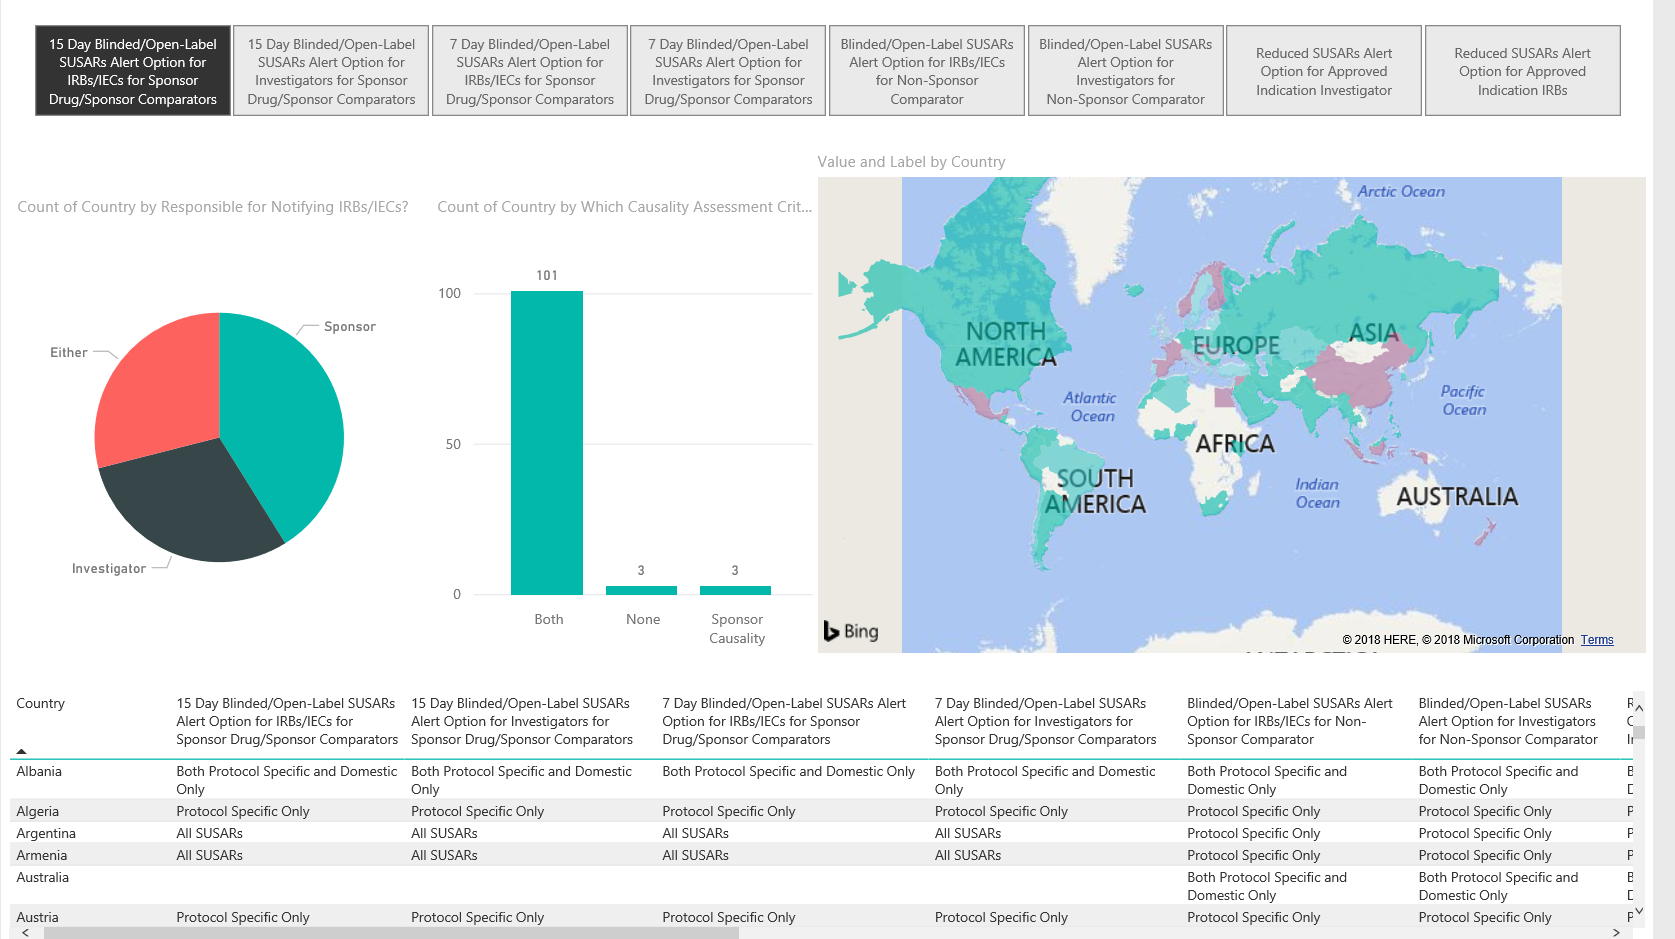 15 Day Blinded/Open-Label
SUSARs Alert Option for
IRBs/IECs for Sponsor
Drug/Sponsor Comparators
15 Day Blinded/Open-Label
SUSARs Alert Option for
Investigators for Sponsor
Drug/Sponsor Comparators
7 Day Blinded/Open-Label
SUSARs Alert Option for
IRBs/IECs for Sponsor
Drug/Sponsor Comparators
7 Day Blinded/Open-Label
SUSARs Alert Option for
Investigators for Sponsor
Drug/Sponsor Comparators
Blinded/Open-Label SUSARs
Alert Option for IRBs/IECs
for Non-Sponsor
Comparator
Blinded/Open-Label SUSARs
Alert Option for
Investigators for
Non-Sponsor Comparator
Reduced SUSARs Alert
Option for Approved
Indication Investigator
Reduced SUSARs Alert
Option for Approved
Indication IRBs
Count of Country by Responsible for Notifying IRBs/IECs?
Sponsor
Either
Investigator
Count of Country by Which Causality Assessment Crit...
101
100
50
3
3
0
Both
None
Sponsor
Causality
Value and Label by Country
Arctic Ocean
NORTH
AMERICA
EUROPE
ASIA
Atlantic
Ocean
Pacific
Ocean
AFRICA
SOUTH
AMERICA
Indian
Ocean
AUSTRALIA
Bing
© 2018 HERE, © 2018 Microsoft Corporation Terms
Country
15 Day Blinded/Open-Label SUSARs
Alert Option for IRBs/IECs for
Sponsor Drug/Sponsor Comparators
15 Day Blinded/Open-Label SUSARs
Alert Option for Investigators for
Sponsor Drug/Sponsor Comparators
7 Day Blinded/Open-Label SUSARs Alert
Option for IRBs/IECs for Sponsor
Drug/Sponsor Comparators
7 Day Blinded/Open-Label SUSARs
Alert Option for Investigators for
Sponsor Drug/Sponsor Comparators
Blinded/Open-Label SUSARs Alert
Option for IRBs/IECs for Non-
Sponsor Comparator
Blinded/Open-Label SUSARs
Alert Option for Investigators
for Non-Sponsor Comparator
Albania
Both Protocol Specific and Domestic
Only
Both Protocol Specific and Domestic
Only
Both Protocol Specific and Domestic Only
Both Protocol Specific and Domestic
Only
Both Protocol Specific and
Domestic Only
Both Protocol Specific and
Domestic Only
Algeria
Protocol Specific Only
Protocol Specific Only
Protocol Specific Only
Protocol Specific Only
Protocol Specific Only
Protocol Specific Only
Argentina
All SUSARs
All SUSARs
All SUSARs
All SUSARs
Protocol Specific Only
Protocol Specific Only
Armenia
All SUSARs
All SUSARs
All SUSARs
All SUSARs
Protocol Specific Only
Protocol Specific Only
Australia
Both Protocol Specific and
Domestic Only
Both Protocol Specific and
Domestic Only
Austria
Protocol Specific Only
Protocol Specific Only
Protocol Specific Only
Protocol Specific Only
Protocol Specific Only
Protocol Specific Only